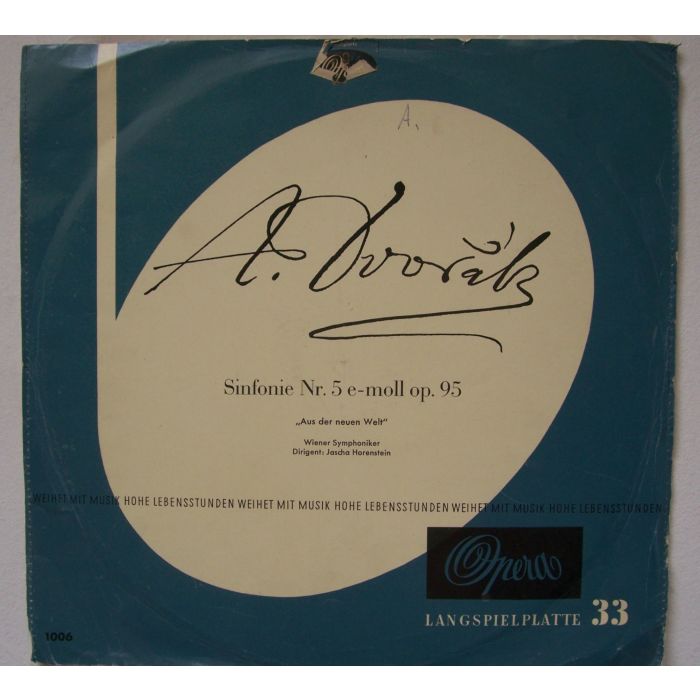 A.
A. Dvořák
Sinfonie Nr. 5 e-moll op. 95
„Aus der neuen Welt"
Wiener Symphoniker
Dirigent: Jascha Horenstein
WEIHET MIT MUSIK HOHE LEBENSSTUNDEN WEIHET MIT MUSIK HOHE LEBENSSTUNDEN WEIHET MIT MUSIK HOHE LEBENSSTUNDEN
Opera
LANGSPIELPLATTE 33
1006